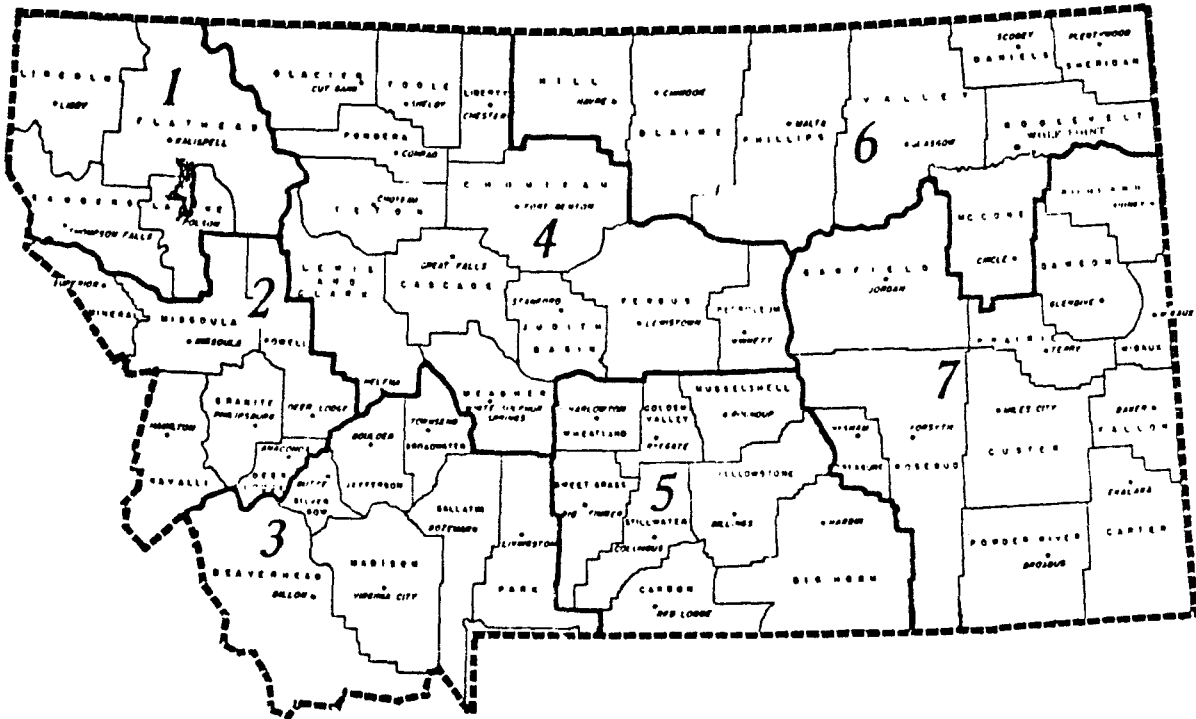 LINCOLN
LIBBY
1
FLATHEAD
KALISPELL
SANDERS
LAKE
POLSON
THOMPSON FALLS
GLACIER
CUT BANK
TOOLE
SHELBY
LIBERTY
CHESTER
PONDERA
CONRAD
CHOTEAU
TETON
CHOUTEAU
FORT BENTON
4
LEWIS
AND
CLARK
HELENA
GREAT FALLS
CASCADE
STANFORD
JUDITH
BASIN
FERGUS
LEWISTOWN
PETROLEUM
WINNETT
MEAGHER
WHITE SULPHUR
SPRINGS
HILL
HAVRE
CHINOOK
BLAINE
MALTA
PHILLIPS
VALLEY
6
GLASGOW
SCOBEY
DANIELS
PLENTYWOOD
SHERIDAN
ROOSEVELT
WOLF POINT
MC CONE
CIRCLE
RICHLAND
SIDNEY
DAWSON
GLENDIVE
WIBAUX
WIBAUX
GARFIELD
JORDAN
PRAIRIE
TERRY
7
MILES CITY
CUSTER
BAKER
FALLON
EKALAKA
CARTER
POWDER RIVER
BROADUS
FORSYTH
ROSEBUD
HYSHAM
TREASURE
2
SUPERIOR
MINERAL
MISSOULA
MISSOULA
POWELL
GRANITE
PHILIPSBURG
DEER LODGE
HAMILTON
RAVALLI
ANACONDA
DEER
LODGE
3
BUTTE
SILVER
BOW
BOULDER
JEFFERSON
TOWNSEND
BROADWATER
GALLATIN
BOZEMAN
LIVINGSTON
PARK
MADISON
VIRGINIA CITY
BEAVERHEAD
DILLON
MUSSELSHELL
ROUNDUP
HARLOWTON
WHEATLAND
GOLDEN
VALLEY
RYEGATE
5
SWEET GRASS
BIG TIMBER
STILLWATER
COLUMBUS
YELLOWSTONE
BILLINGS
HARDIN
BIG HORN
CARBON
RED LODGE